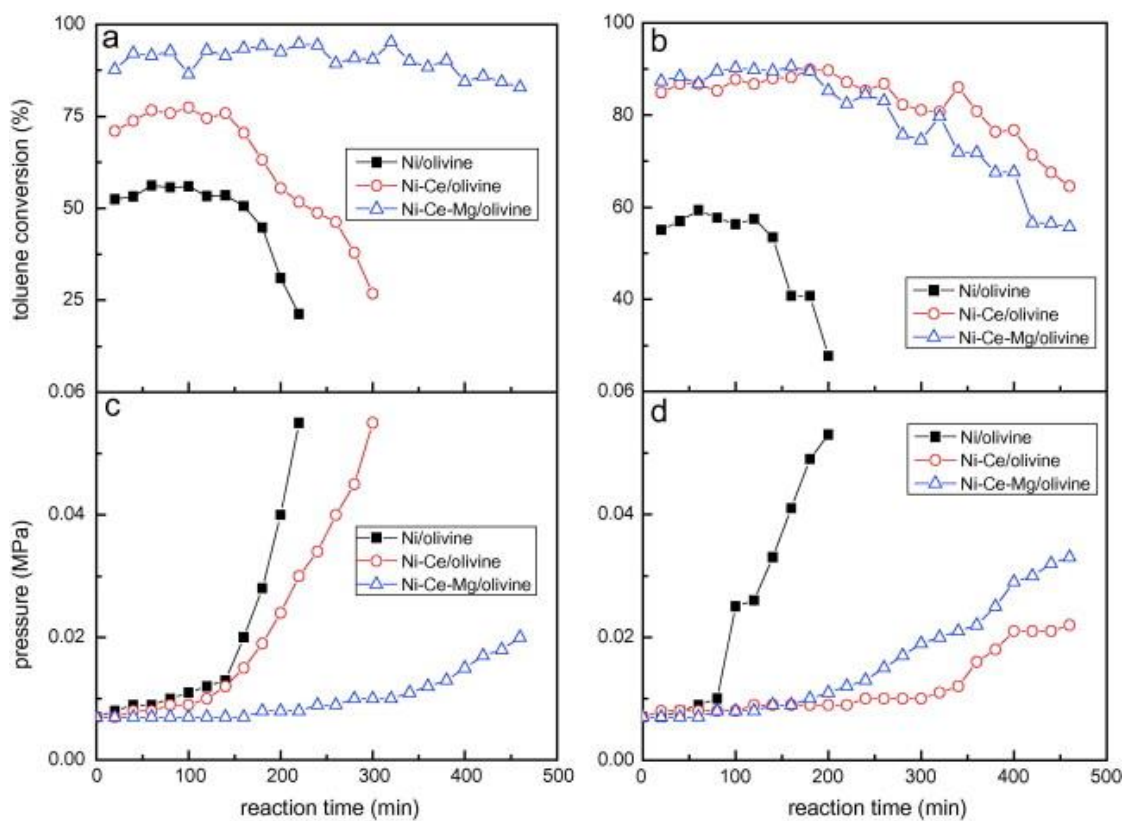 a
100
75
50
25
0.06
toluene conversion (%)
Ni/olivine
Ni-Ce/olivine
Ni-Ce-Mg/olivine
b
100
80
60
40
0.06
toluene conversion (%)
Ni/olivine
Ni-Ce/olivine
Ni-Ce-Mg/olivine
c
0.04
0.02
0.00
pressure (MPa)
Ni/olivine
Ni-Ce/olivine
Ni-Ce-Mg/olivine
0 100 200 300 400 500
reaction time (min)
d
0.04
0.02
0.00
pressure (MPa)
Ni/olivine
Ni-Ce/olivine
Ni-Ce-Mg/olivine
0 100 200 300 400 500
reaction time (min)